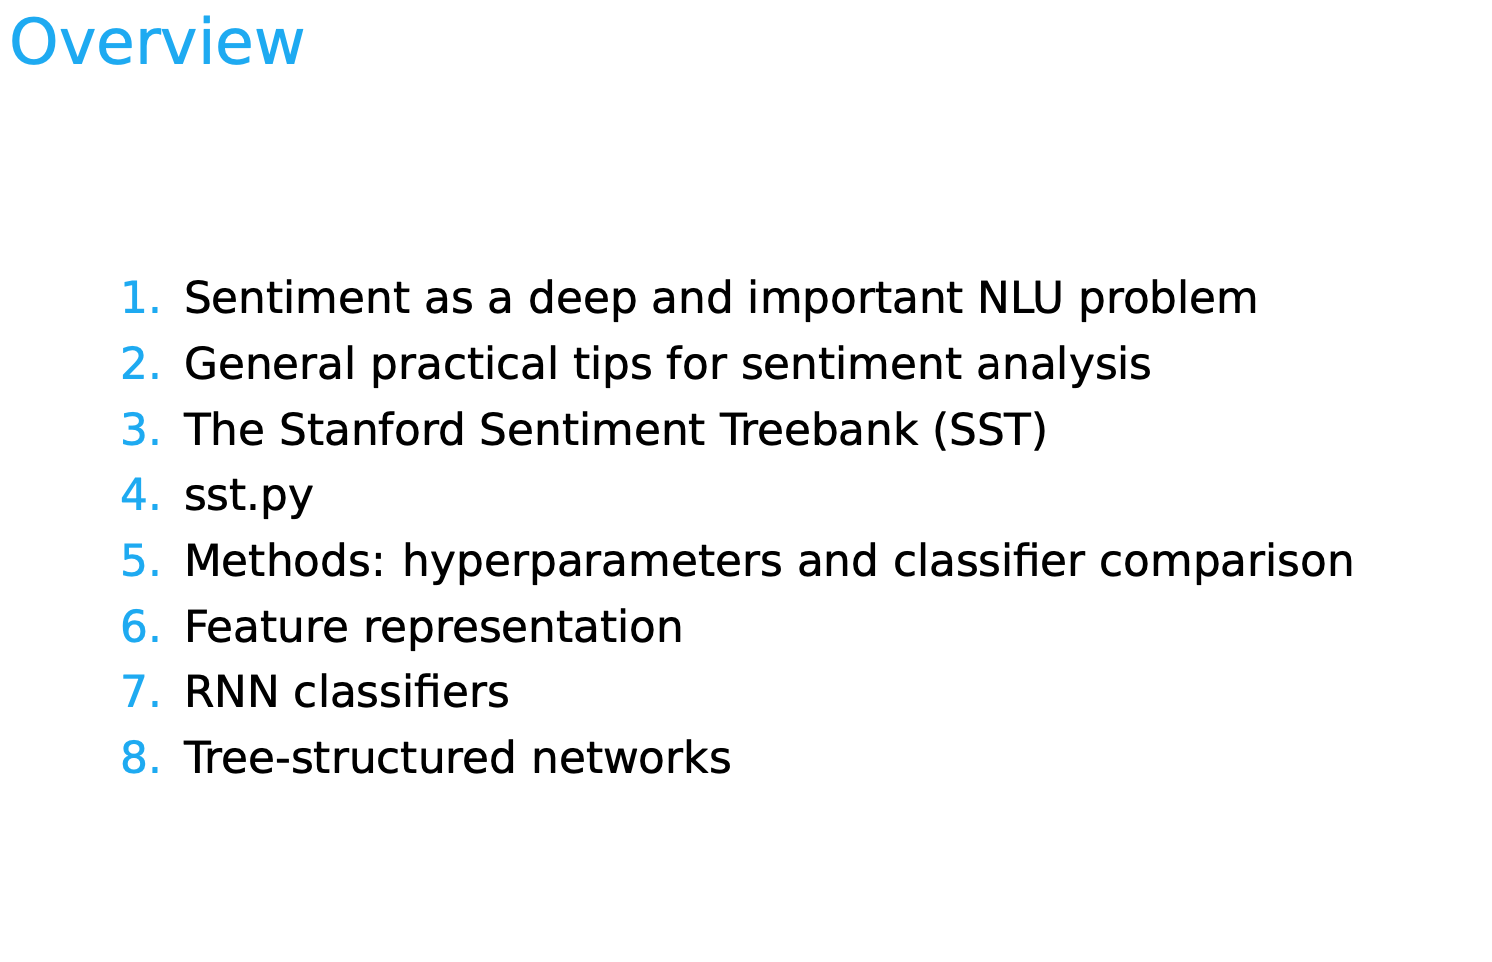 Overview
1. Sentiment as a deep and important NLU problem
2. General practical tips for sentiment analysis
3. The Stanford Sentiment Treebank (SST)
4. sst.py
5. Methods: hyperparameters and classifier comparison
6. Feature representation
7. RNN classifiers
8. Tree-structured networks